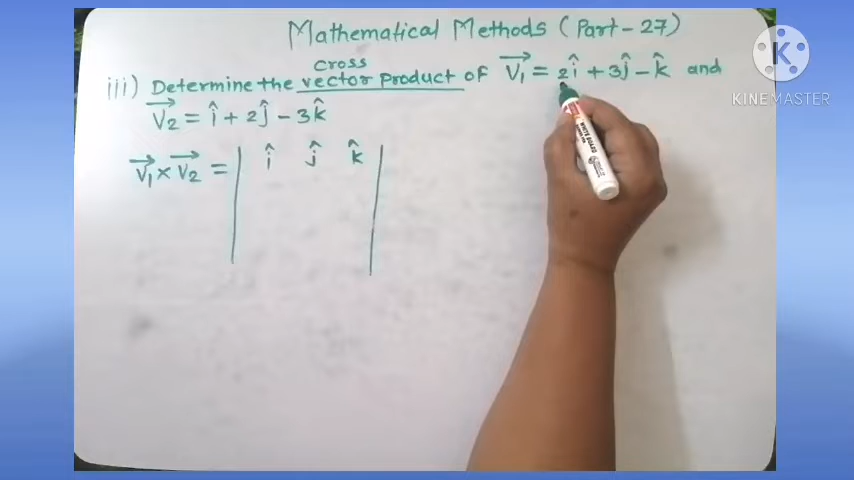 Mathematical Methods (Part-27)
K
KINEMASTER
cross
iii) Determine the vector product of V₁⃗ = 2î + 3ĵ - k̂ and
V₂⃗ = î + 2ĵ - 3k̂
V₁⃗ × V₂⃗ = | î ĵ k̂ |